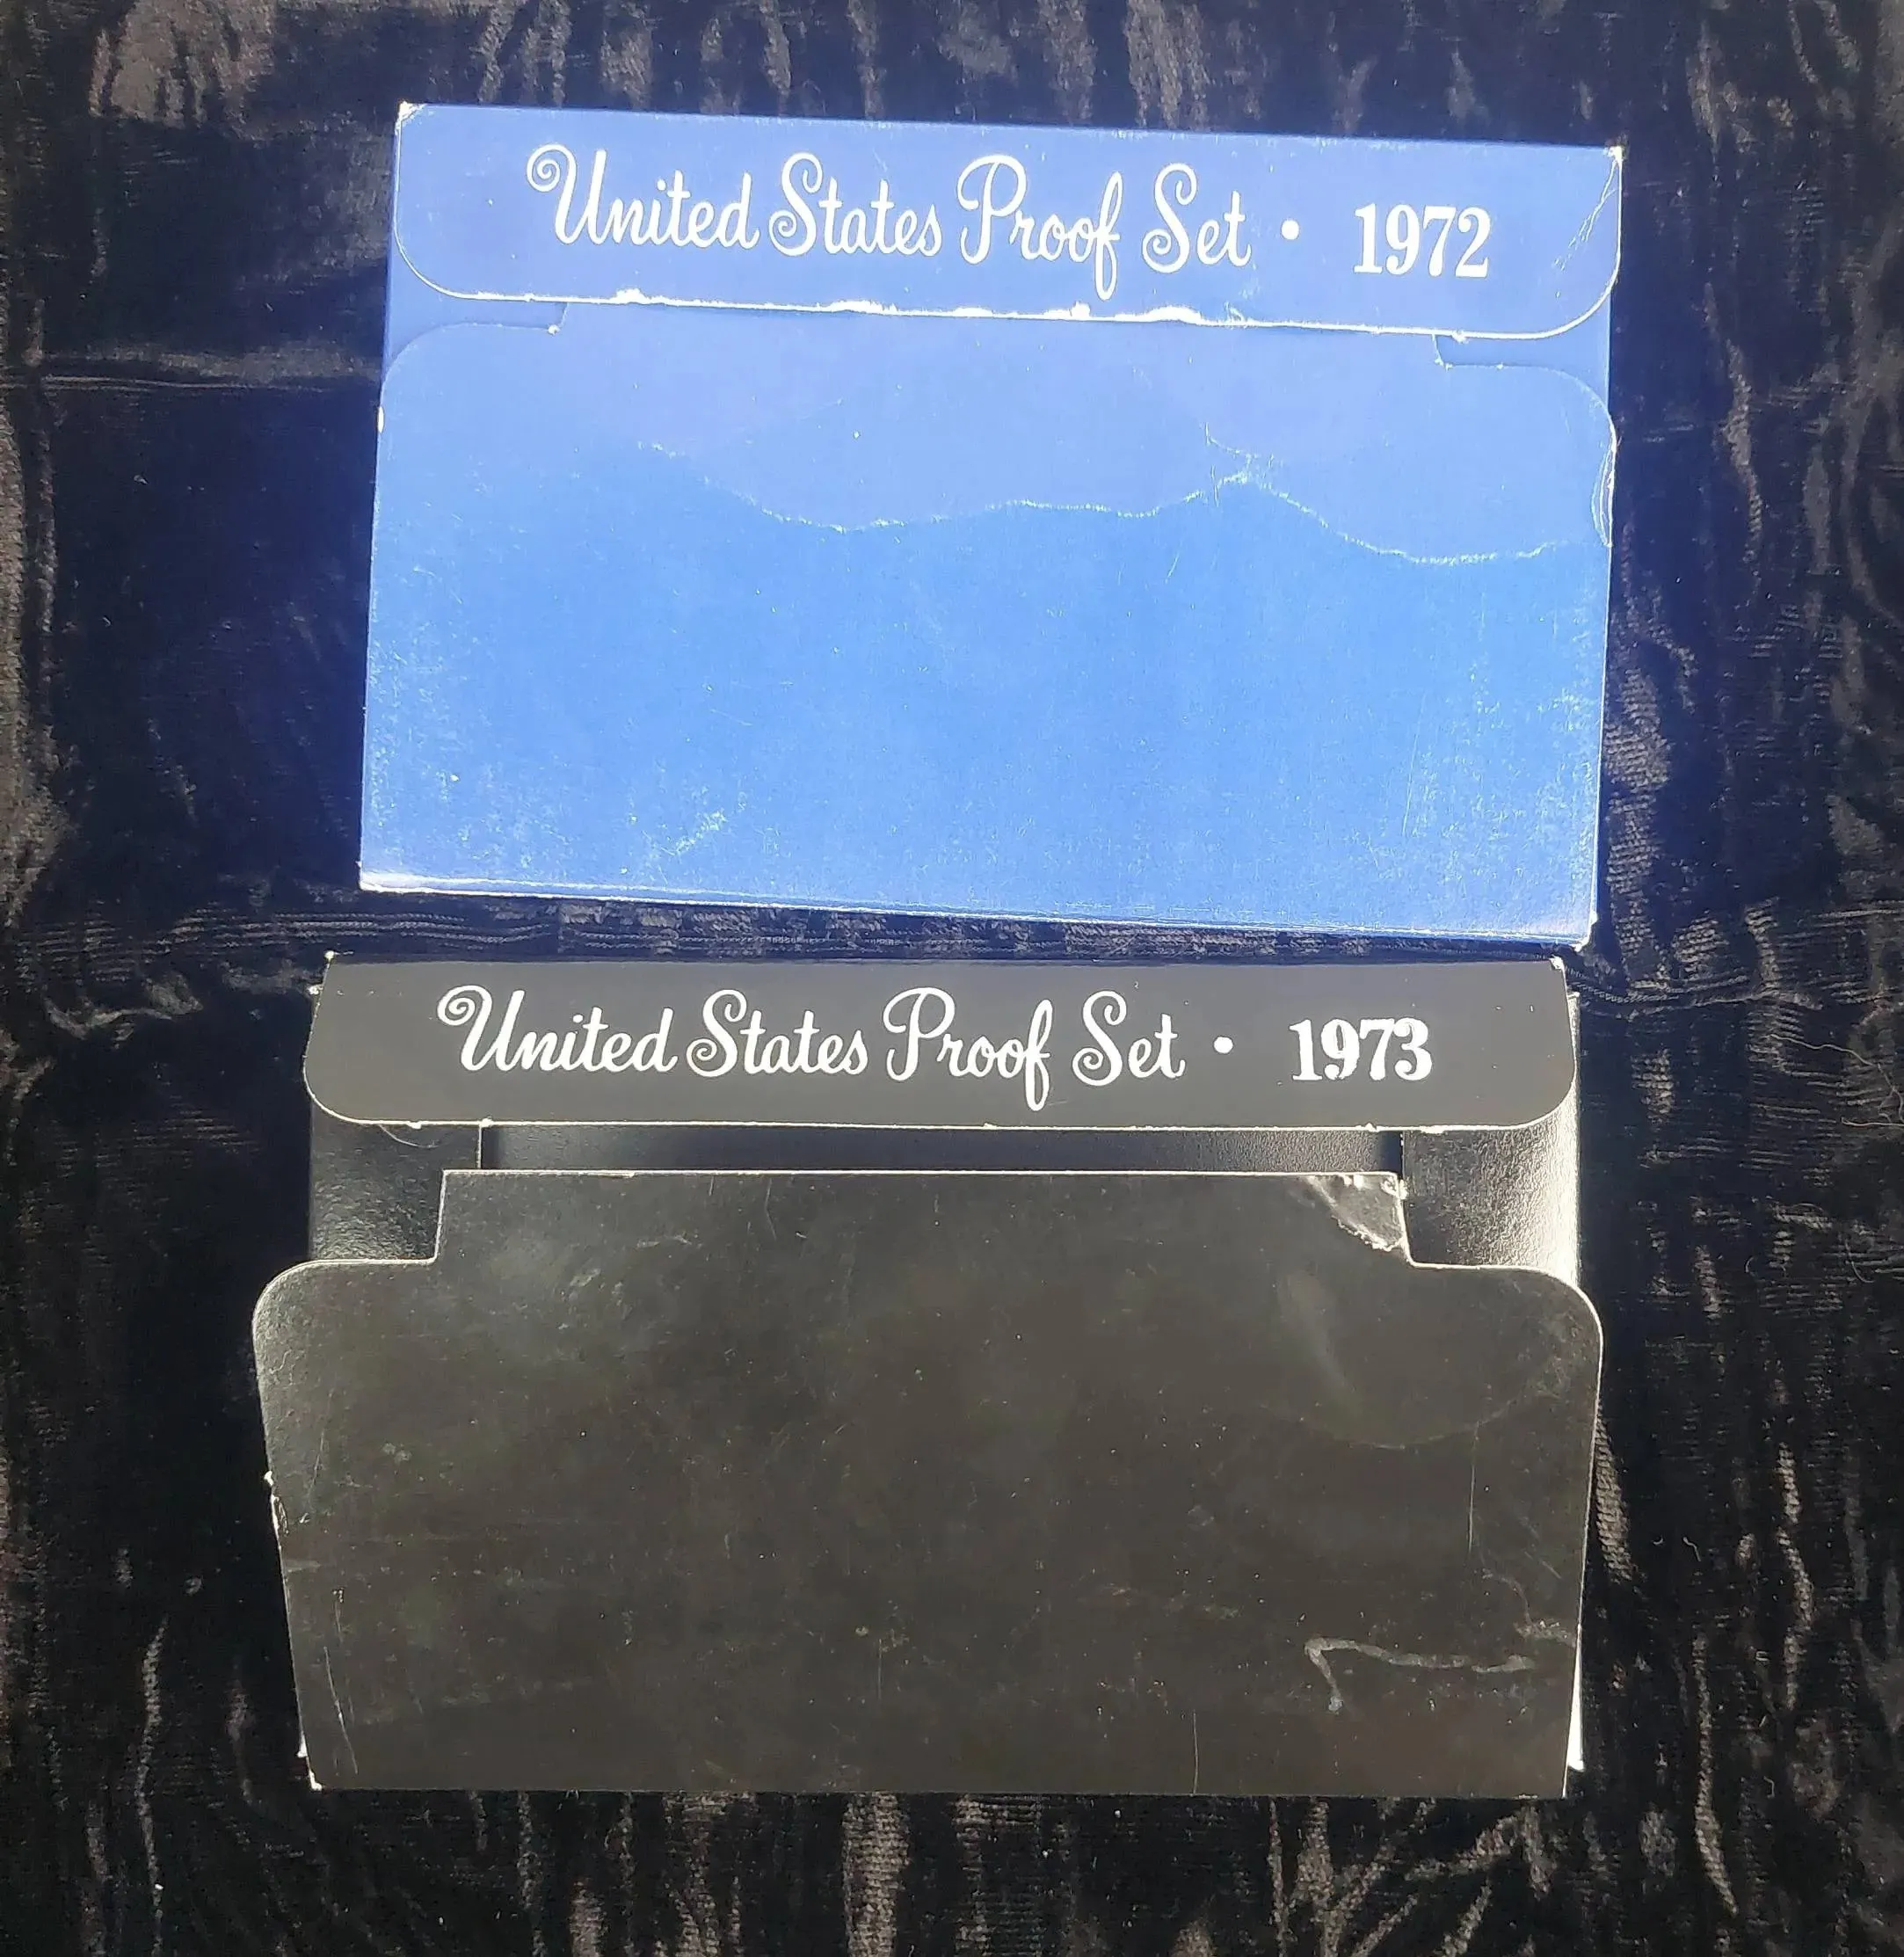 United States Proof Set • 1972
United States Proof Set • 1973